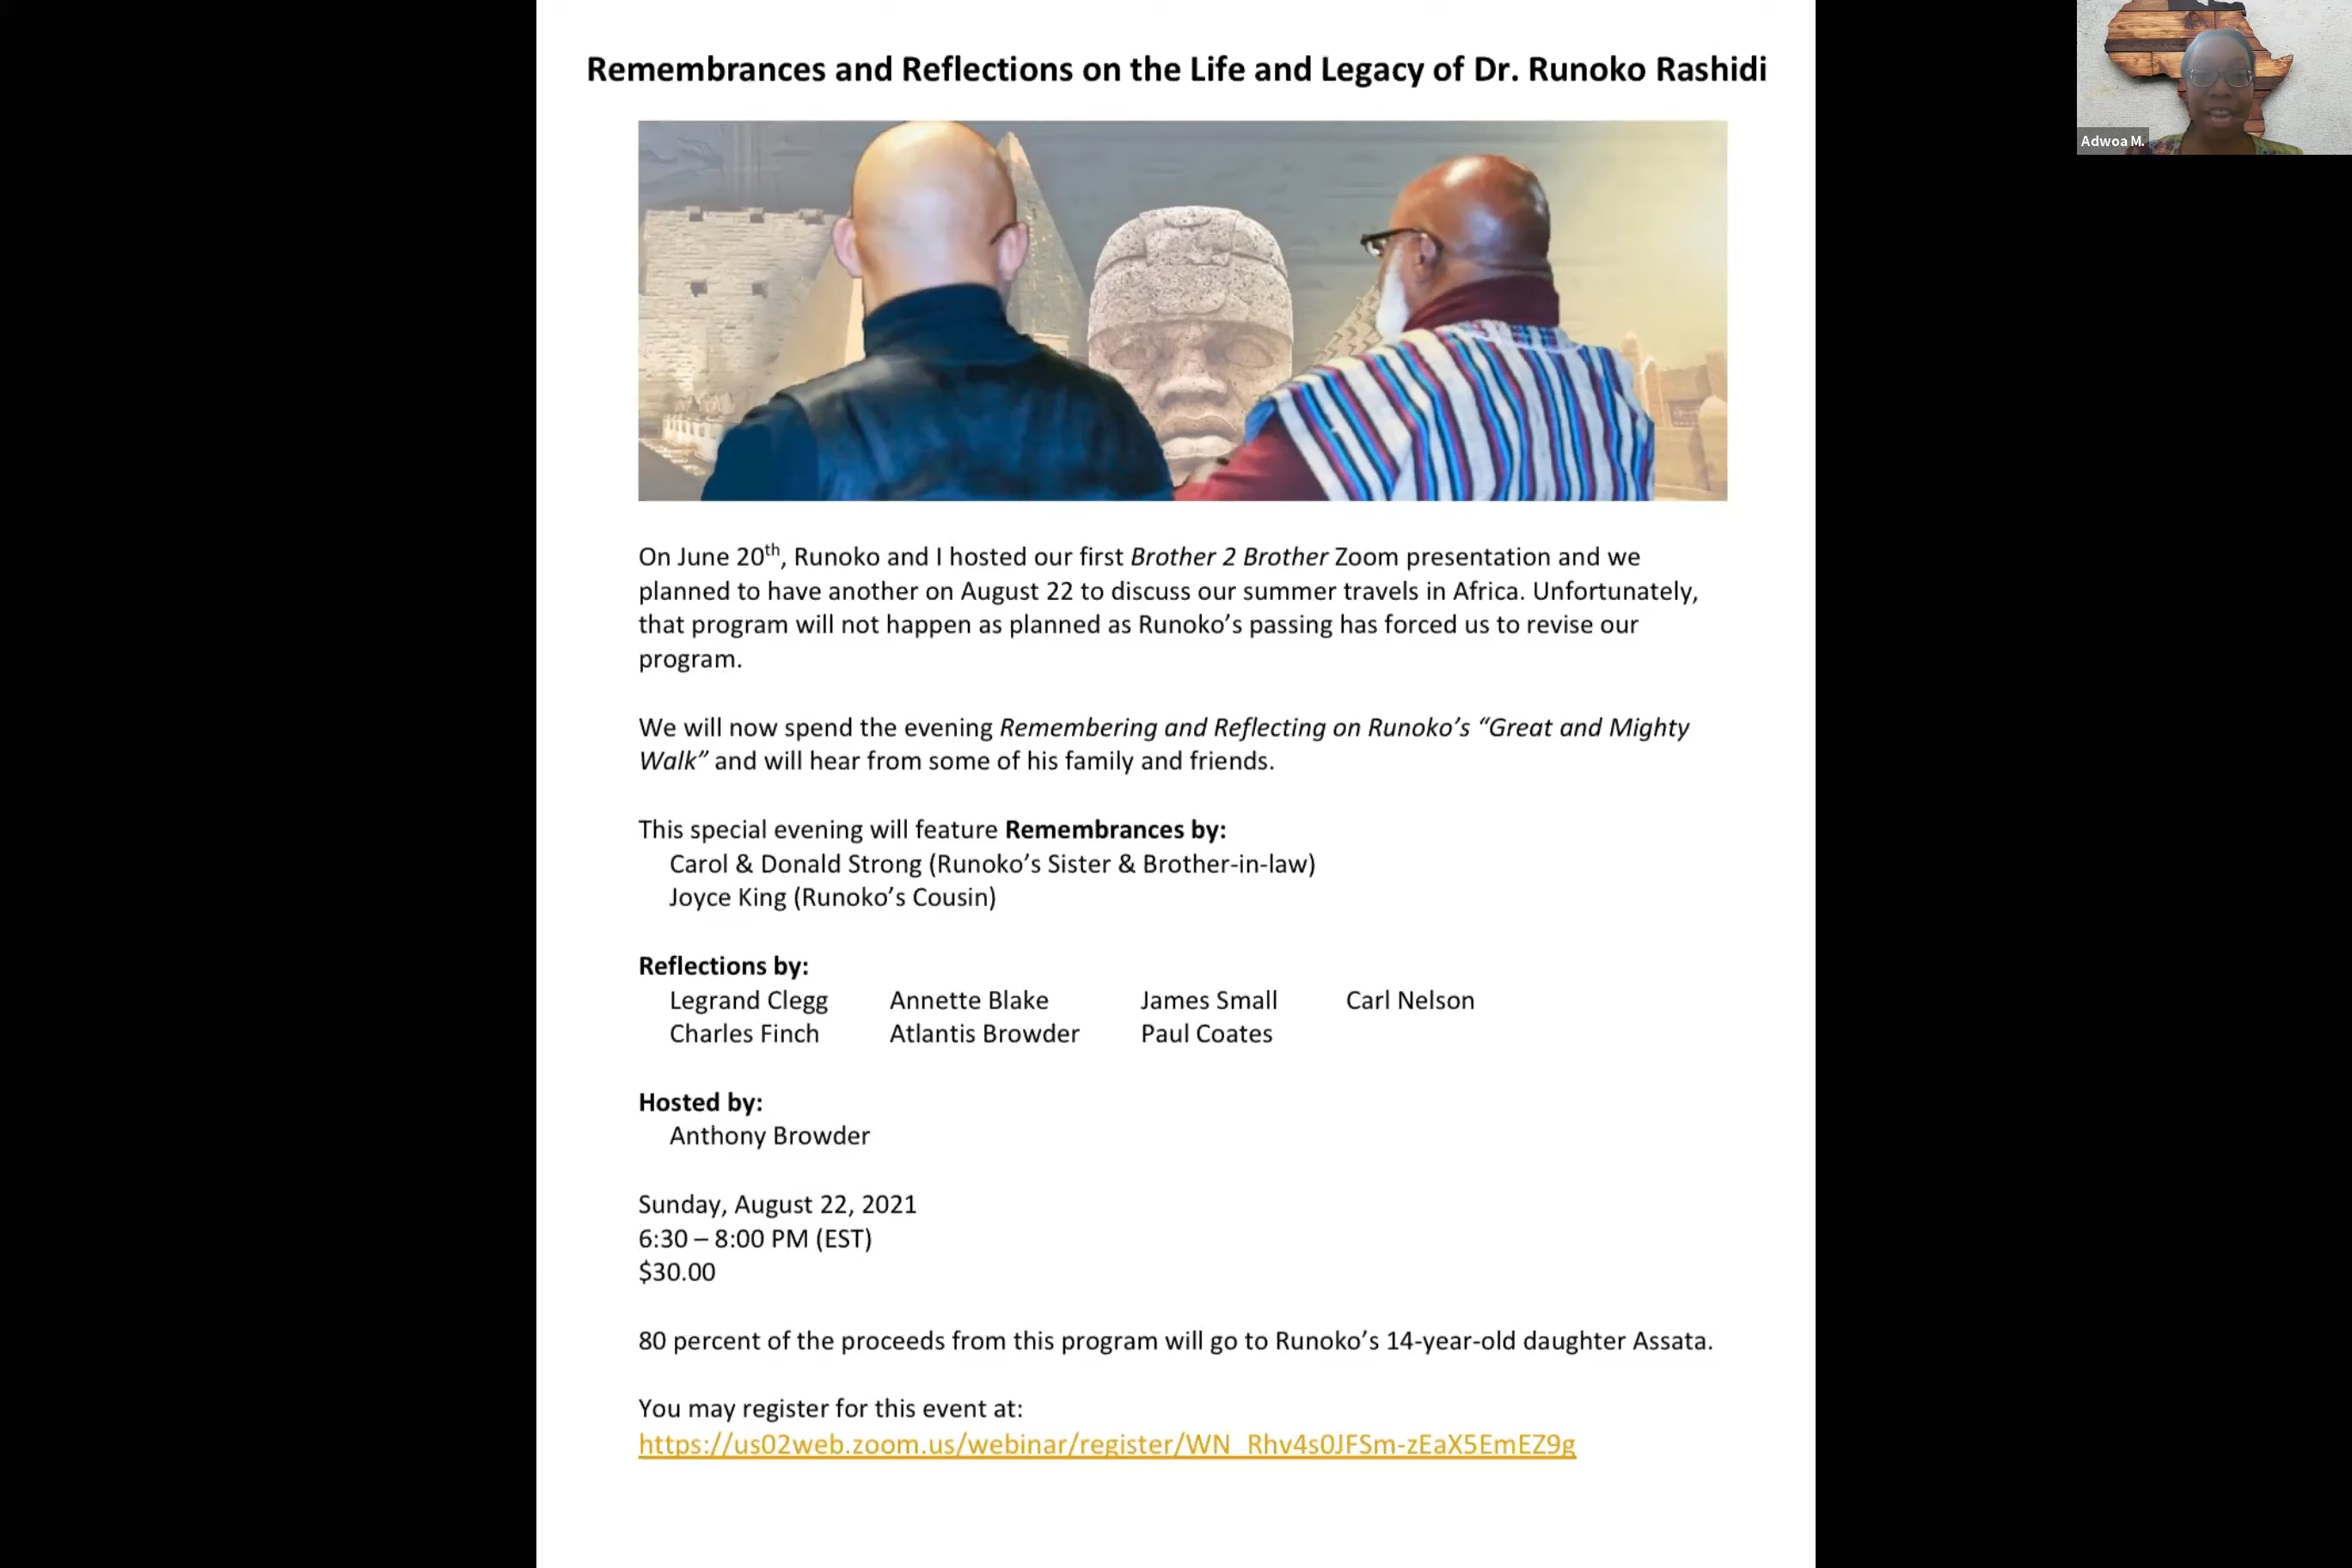 Remembrances and Reflections on the Life and Legacy of Dr. Runoko Rashidi
Adwoa M.
On June 20th, Runoko and I hosted our first Brother 2 Brother Zoom presentation and we
planned to have another on August 22 to discuss our summer travels in Africa. Unfortunately,
that program will not happen as planned as Runoko’s passing has forced us to revise our
program.
We will now spend the evening Remembering and Reflecting on Runoko’s “Great and Mighty
Walk” and will hear from some of his family and friends.
This special evening will feature Remembrances by:
Carol & Donald Strong (Runoko’s Sister & Brother-in-law)
Joyce King (Runoko’s Cousin)
Reflections by:
Legrand Clegg Annette Blake James Small Carl Nelson
Charles Finch Atlantis Browder Paul Coates
Hosted by:
Anthony Browder
Sunday, August 22, 2021
6:30 – 8:00 PM (EST)
$30.00
80 percent of the proceeds from this program will go to Runoko’s 14-year-old daughter Assata.
You may register for this event at:
https://us02web.zoom.us/webinar/register/WN_Rhv4s0JFSm-zEaX5EmEZ9g